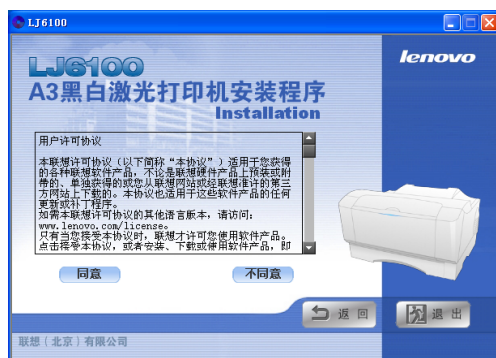 LJ6100
lenovo
LJ6100
A3黑白激光打印机安装程序
Installation
用户许可协议
本联想许可协议（以下简称“本协议”）适用于您获得
的各种联想软件产品，不论是联想硬件产品上预装或附
带的、单独获得的或您从联想网站或经联想准许的第三
方网站上下载的。本协议也适用于这些软件产品的任何
更新或补丁程序。
如需本联想许可协议的其他语言版本，请访问：
www.lenovo.com/license。
只有当您接受本协议时，联想才许可您使用软件产品。
点击接受本协议，或者安装、下载或使用软件产品，即
同意
不同意
返回
退出
联想（北京）有限公司